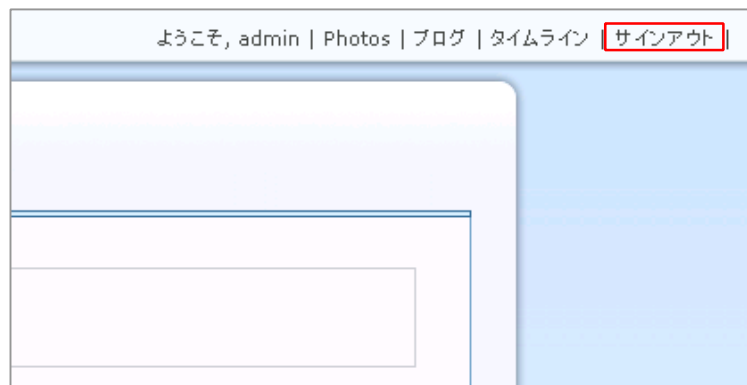 ようこそ, admin | Photos | ブログ | タイムライン | サインアウト |